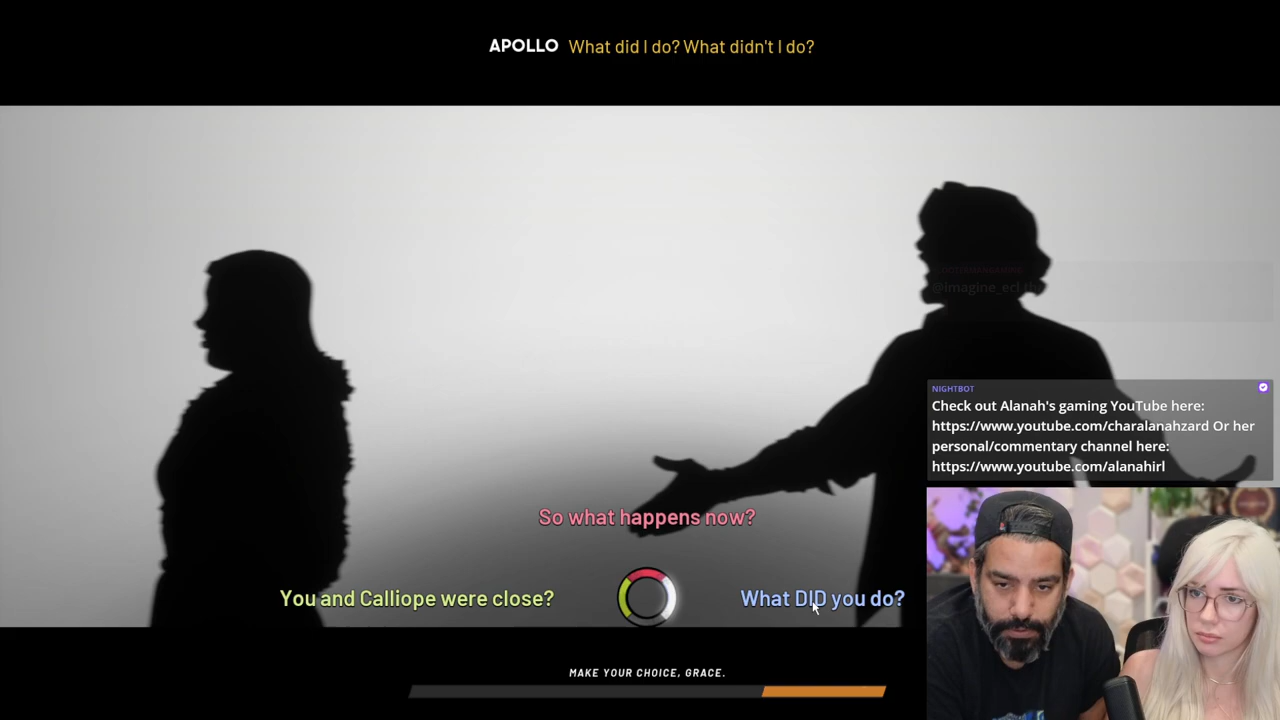 APOLLO What did I do? What didn't I do?
@imagine_ecl
NIGHTBOT
Check out Alanah's gaming YouTube here:
https://www.youtube.com/charalanahzard Or her
personal/commentary channel here:
https://www.youtube.com/alanahirl
So what happens now?
You and Calliope were close?
What DID you do?
MAKE YOUR CHOICE, GRACE.